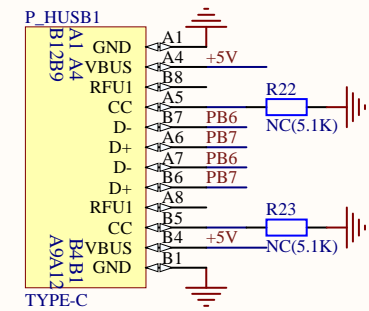 P_HUSB1
A1 A4
B12B9
GND A1
VBUS A4 +5V
RFU1 B8
CC A5 R22
NC(5.1K)
D- B7 PB6
D+ A6 PB7
D- A7 PB6
D+ B6 PB7
RFU1 A8
CC B5 R23
VBUS B4 +5V
NC(5.1K)
GND B1
B4B1
A9A12
TYPE-C